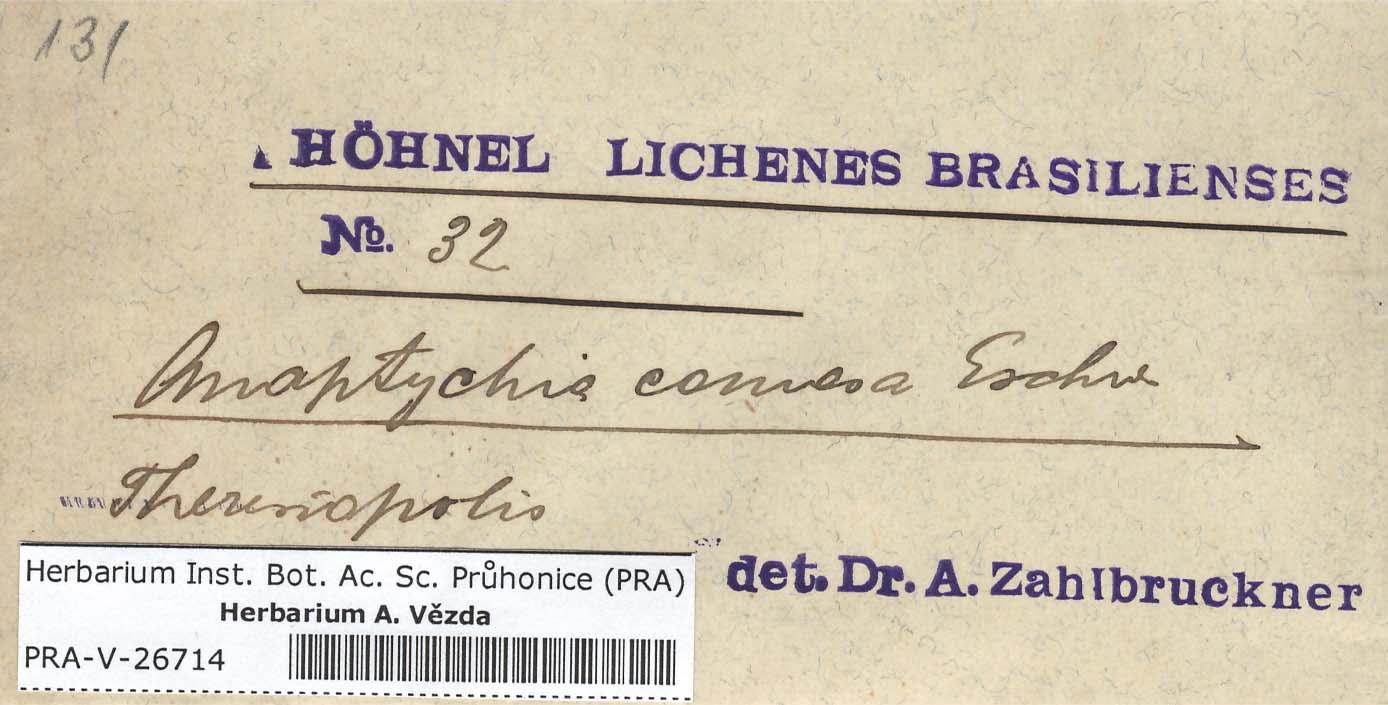 131
HÖHNEL LICHENES BRASILIENSES
No. 32
Anaptychia comosa Eschw
Theresiopolis
det. Dr. A. Zahlbruckner
Herbarium Inst. Bot. Ac. Sc. Průhonice (PRA)
Herbarium A. Vězda
PRA-V-26714